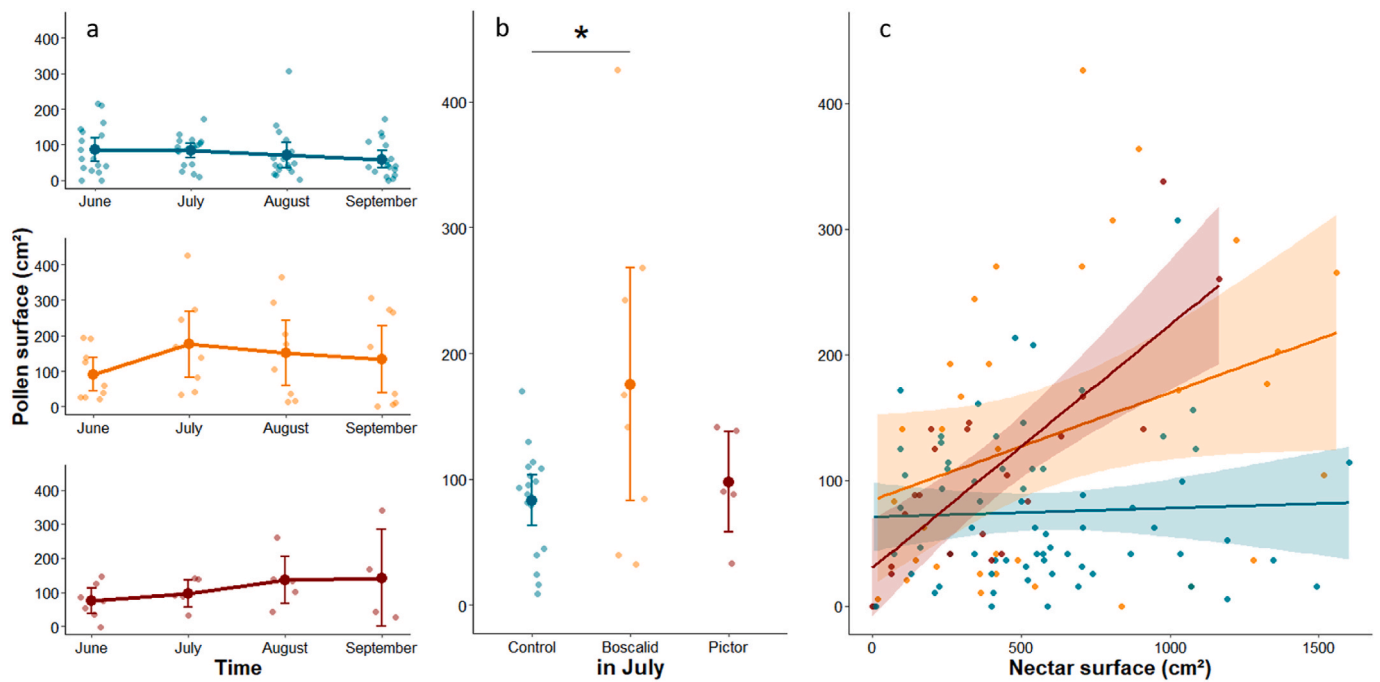 a
400
300
200
100
0
June July August September
400
300
200
100
0
June July August September
Pollen surface (cm²)
400
300
200
100
0
June July August September
Time
b
*
400
300
200
100
0
Control Boscalid Pictor
in July
c
400
300
200
100
0
0 500 1000 1500
Nectar surface (cm²)